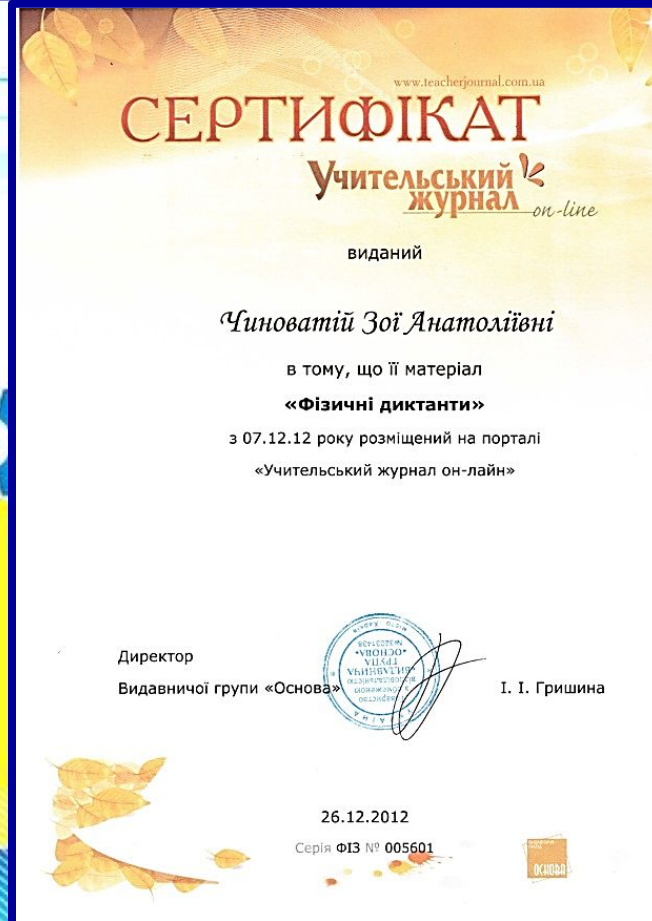 www.teacherjournal.com.ua
СЕРТИФІКАТ
Учительський
журнал on-line
виданий
Чиноватій Зої Анатоліївні
в тому, що її матеріал
«Фізичні диктанти»
з 07.12.12 року розміщений на порталі
«Учительський журнал он-лайн»
Директор
Видавничої групи «Основа»
І. І. Гришина
26.12.2012
Серія ФІЗ № 005601
ОСНОВА